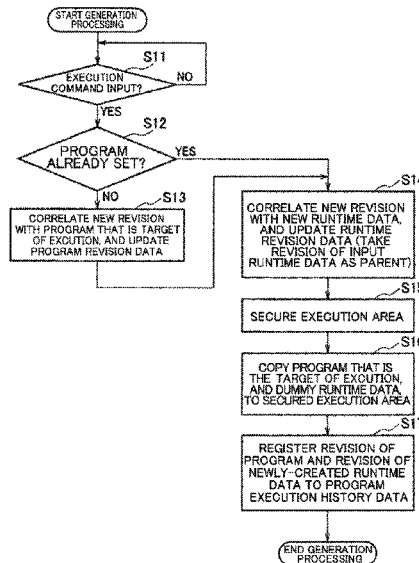 START GENERATION
PROCESSING
S11
EXECUTION
COMMAND INPUT?
NO
YES
S12
PROGRAM
ALREADY SET?
YES
NO
S13
CORRELATE NEW REVISION
WITH PROGRAM THAT IS TARGET
OF EXCUTION, AND UPDATE
PROGRAM REVISION DATA
S14
CORRELATE NEW REVISION
WITH NEW RUNTIME DATA,
AND UPDATE RUNTIME
REVISION DATA (TAKE
REVISION OF INPUT
RUNTIME DATA AS PARENT)
S15
SECURE EXECUTION AREA
S16
COPY PROGRAM THAT IS
THE TARGET OF EXCUTION,
AND DUMMY RUNTIME DATA,
TO SECURED EXECUTION AREA
S17
REGISTER REVISION OF
PROGRAM AND REVISION OF
NEWLY-CREATED RUNTIME
DATA TO PROGRAM
EXECUTION HISTORY DATA
END GENERATION
PROCESSING